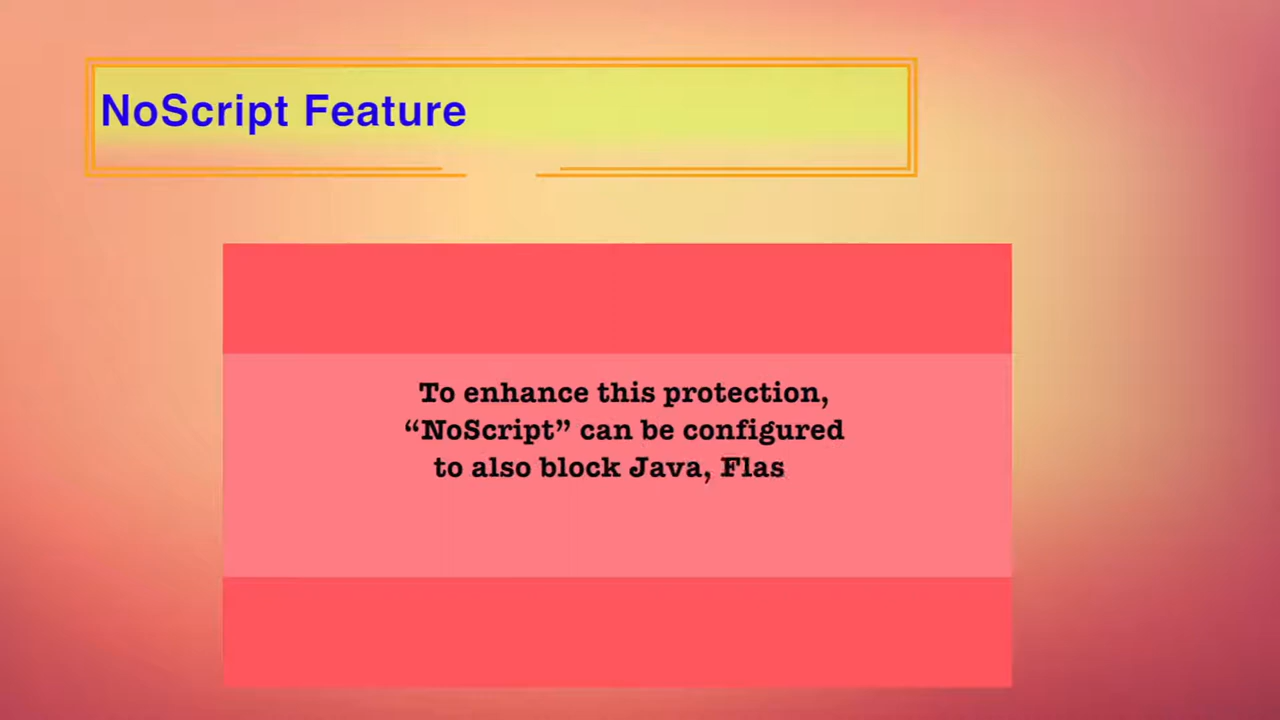 NoScript Feature
To enhance this protection,
“NoScript” can be configured
to also block Java, Flas